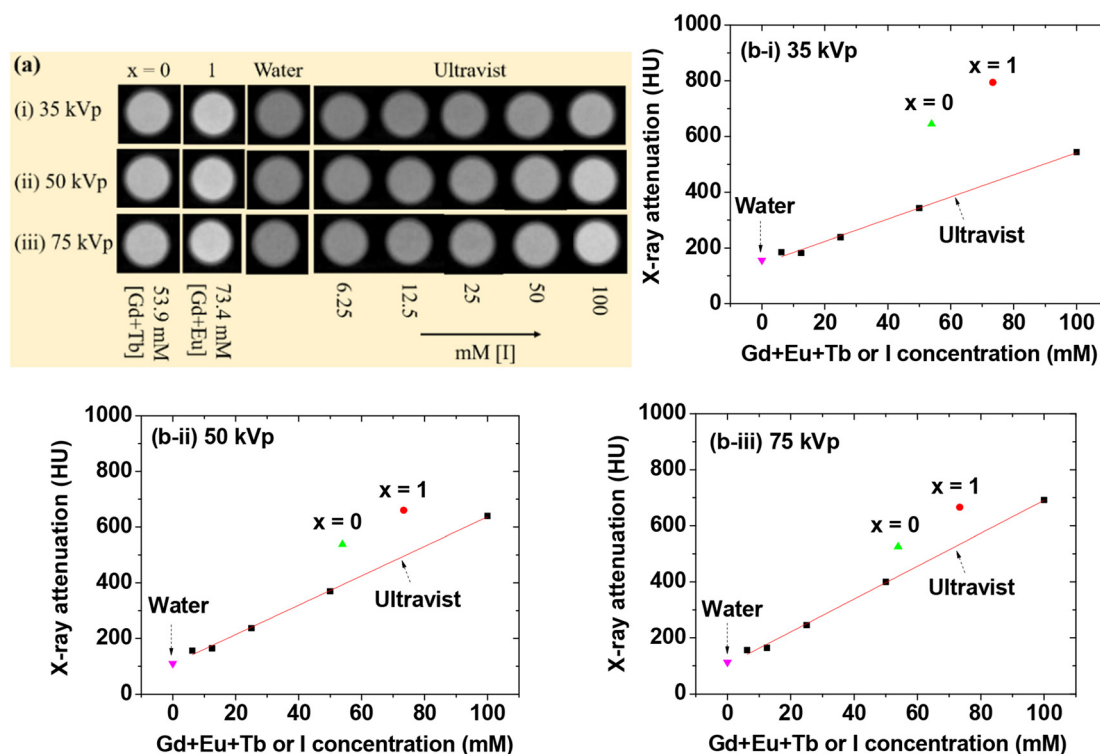 (a)
x = 0 1 Water Ultravist
(i) 35 kVp
(ii) 50 kVp
(iii) 75 kVp
53.9 mM
[Gd+Tb]
73.4 mM
[Gd+Eu]
6.25
12.5
25
50
100
mM [I]
(b-i) 35 kVp
X-ray attenuation (HU)
1000
800
600
400
200
0
x = 1
x = 0
Water
Ultravist
0 20 40 60 80 100
Gd+Eu+Tb or I concentration (mM)
(b-ii) 50 kVp
X-ray attenuation (HU)
1000
800
600
400
200
0
x = 1
x = 0
Water
Ultravist
0 20 40 60 80 100
Gd+Eu+Tb or I concentration (mM)
(b-iii) 75 kVp
X-ray attenuation (HU)
1000
800
600
400
200
0
x = 1
x = 0
Water
Ultravist
0 20 40 60 80 100
Gd+Eu+Tb or I concentration (mM)